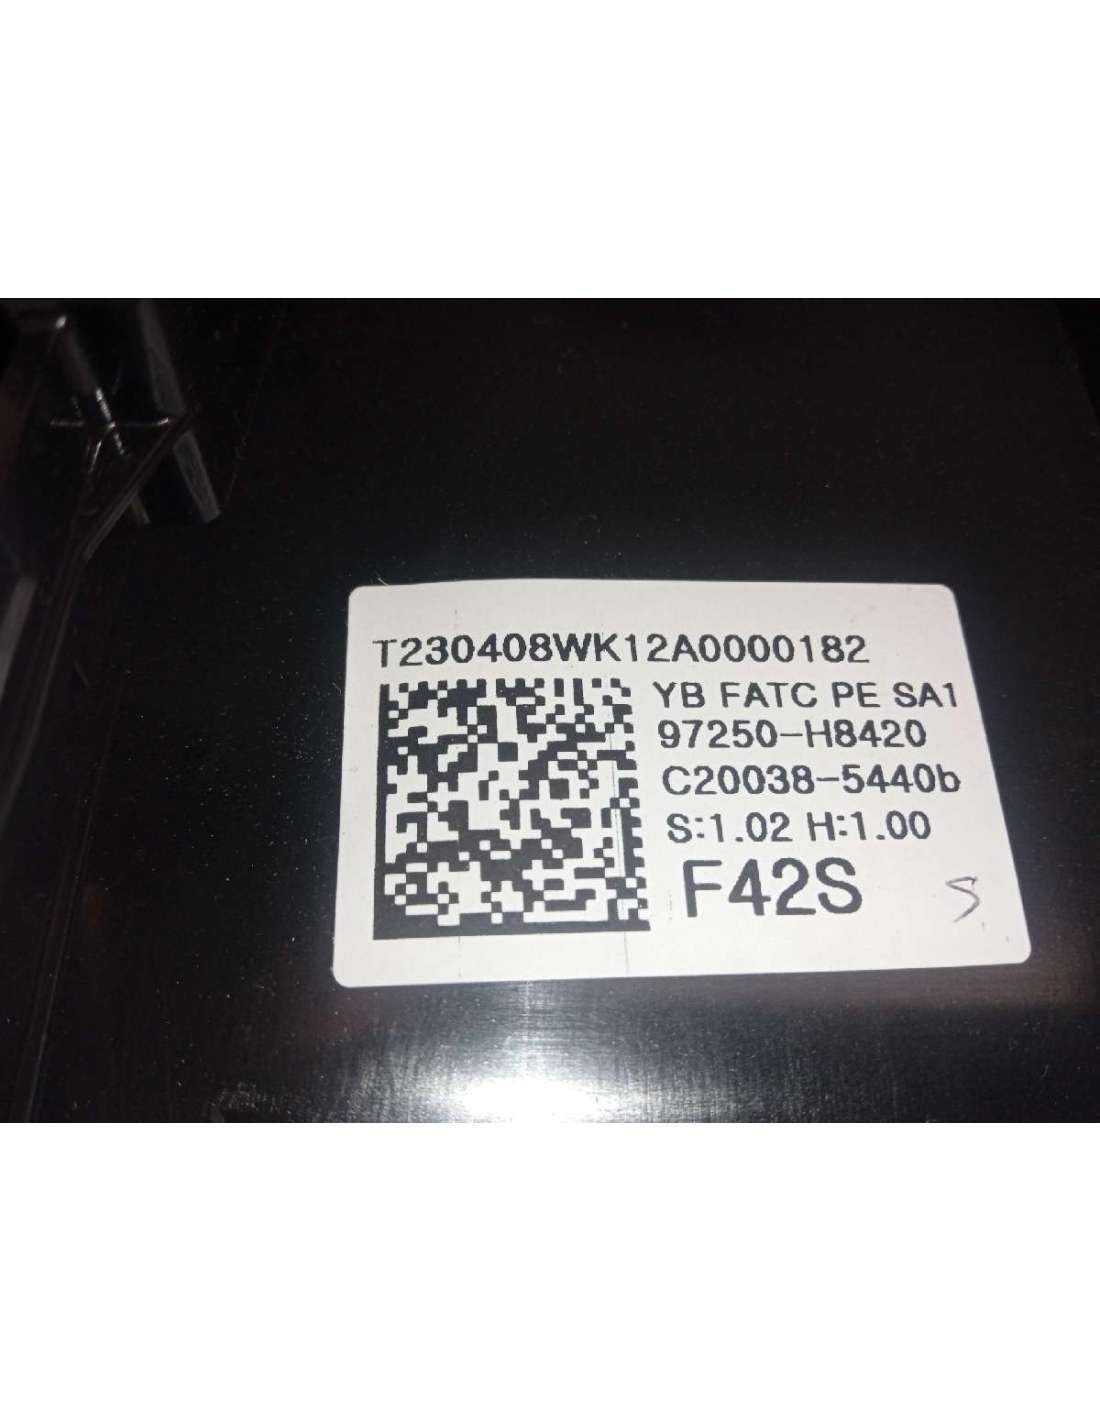 T230408WK12A0000182
YB FATC PE SA1
97250-H8420
C20038-5440b
S:1.02 H:1.00
F42S
S